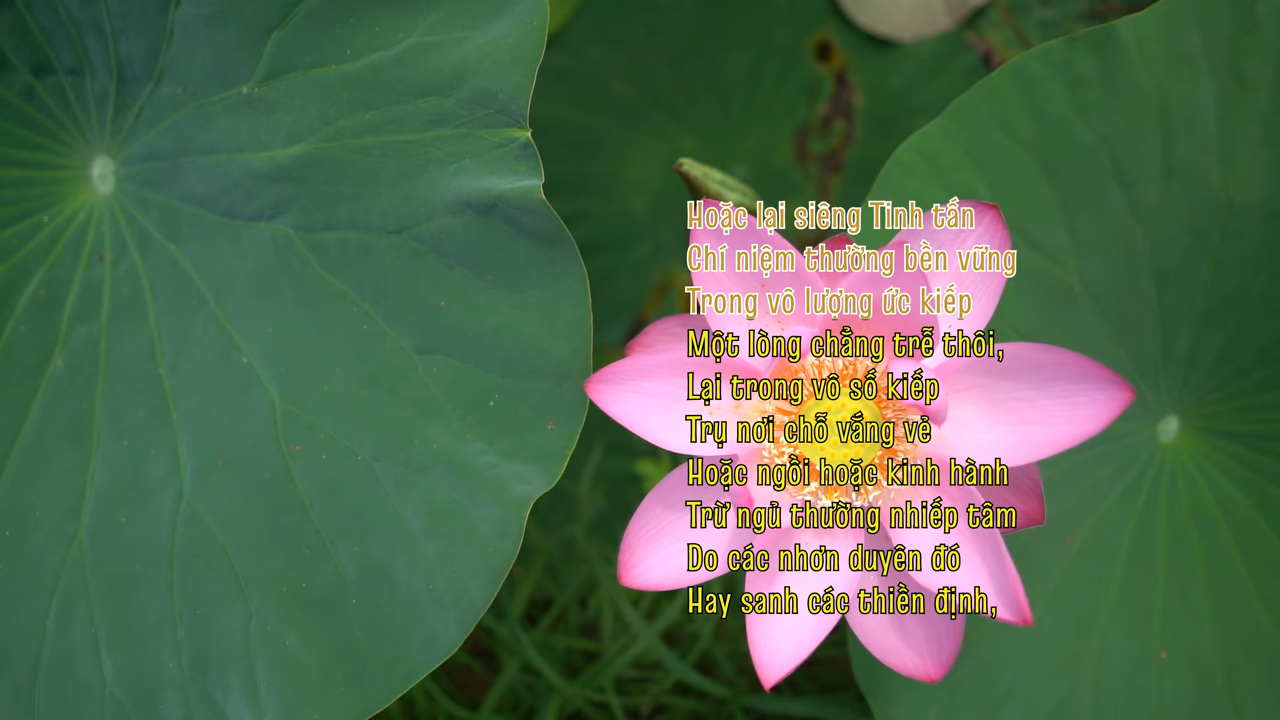 Hoặc lại siêng Tinh tấn
Chí niệm thường bền vững
Trong vô lượng ức kiếp
Một lòng chẳng trễ thôi,
Lại trong vô số kiếp
Trụ nơi chỗ vắng vẻ
Hoặc ngồi hoặc kinh hành
Trừ ngủ thường nhiếp tâm
Do các nhơn duyên đó
Hay sanh các thiền định,